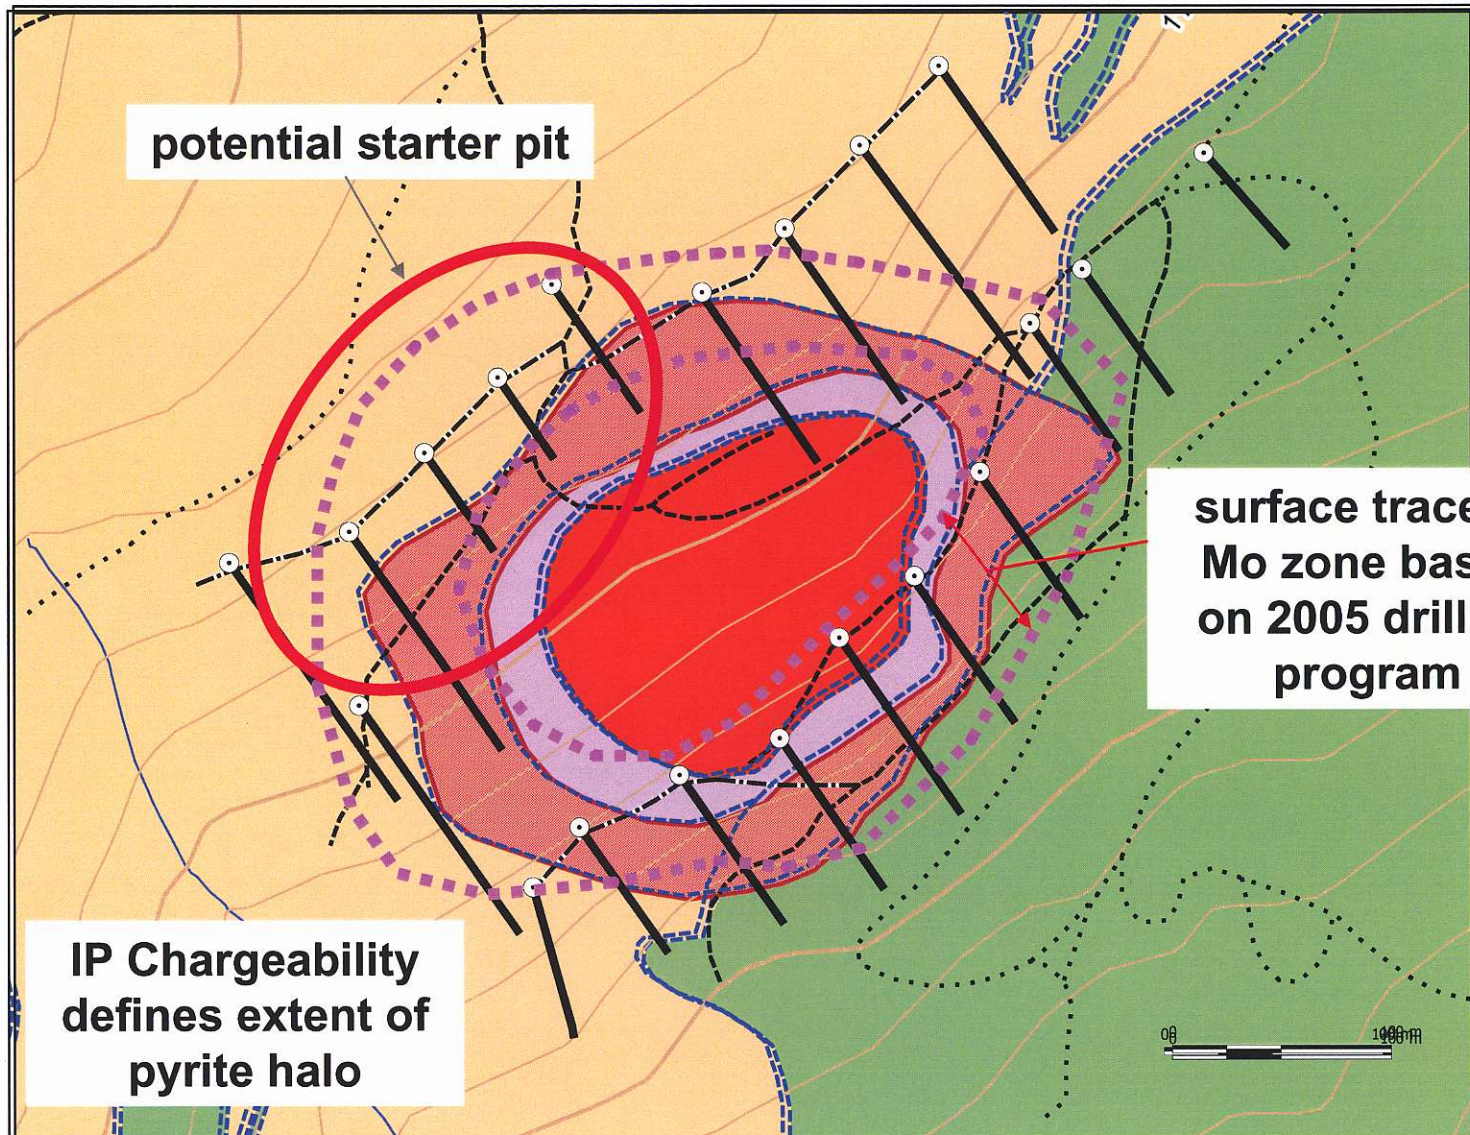 potential starter pit
surface trace
Mo zone bas
on 2005 drill
program
IP Chargeability
defines extent of
pyrite halo